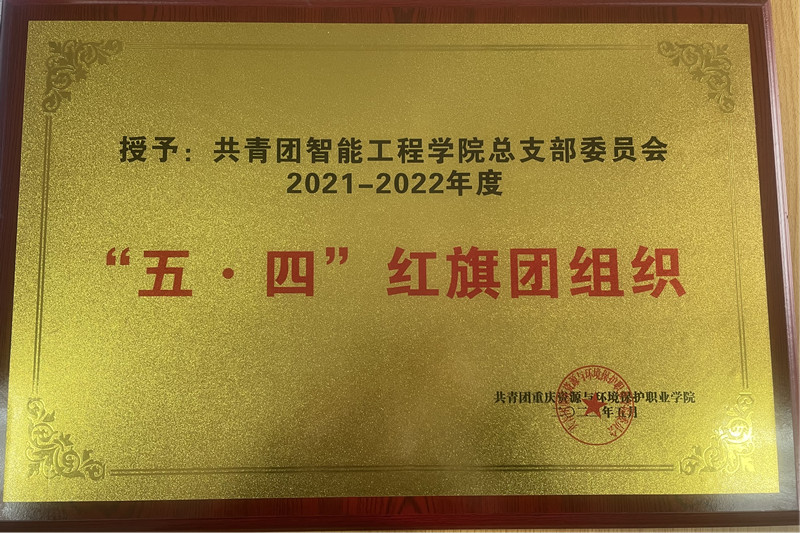 授予：共青团智能工程学院总支部委员会
2021-2022年度
“五·四”红旗团组织
共青团重庆资源与环境保护职业学院
年五月